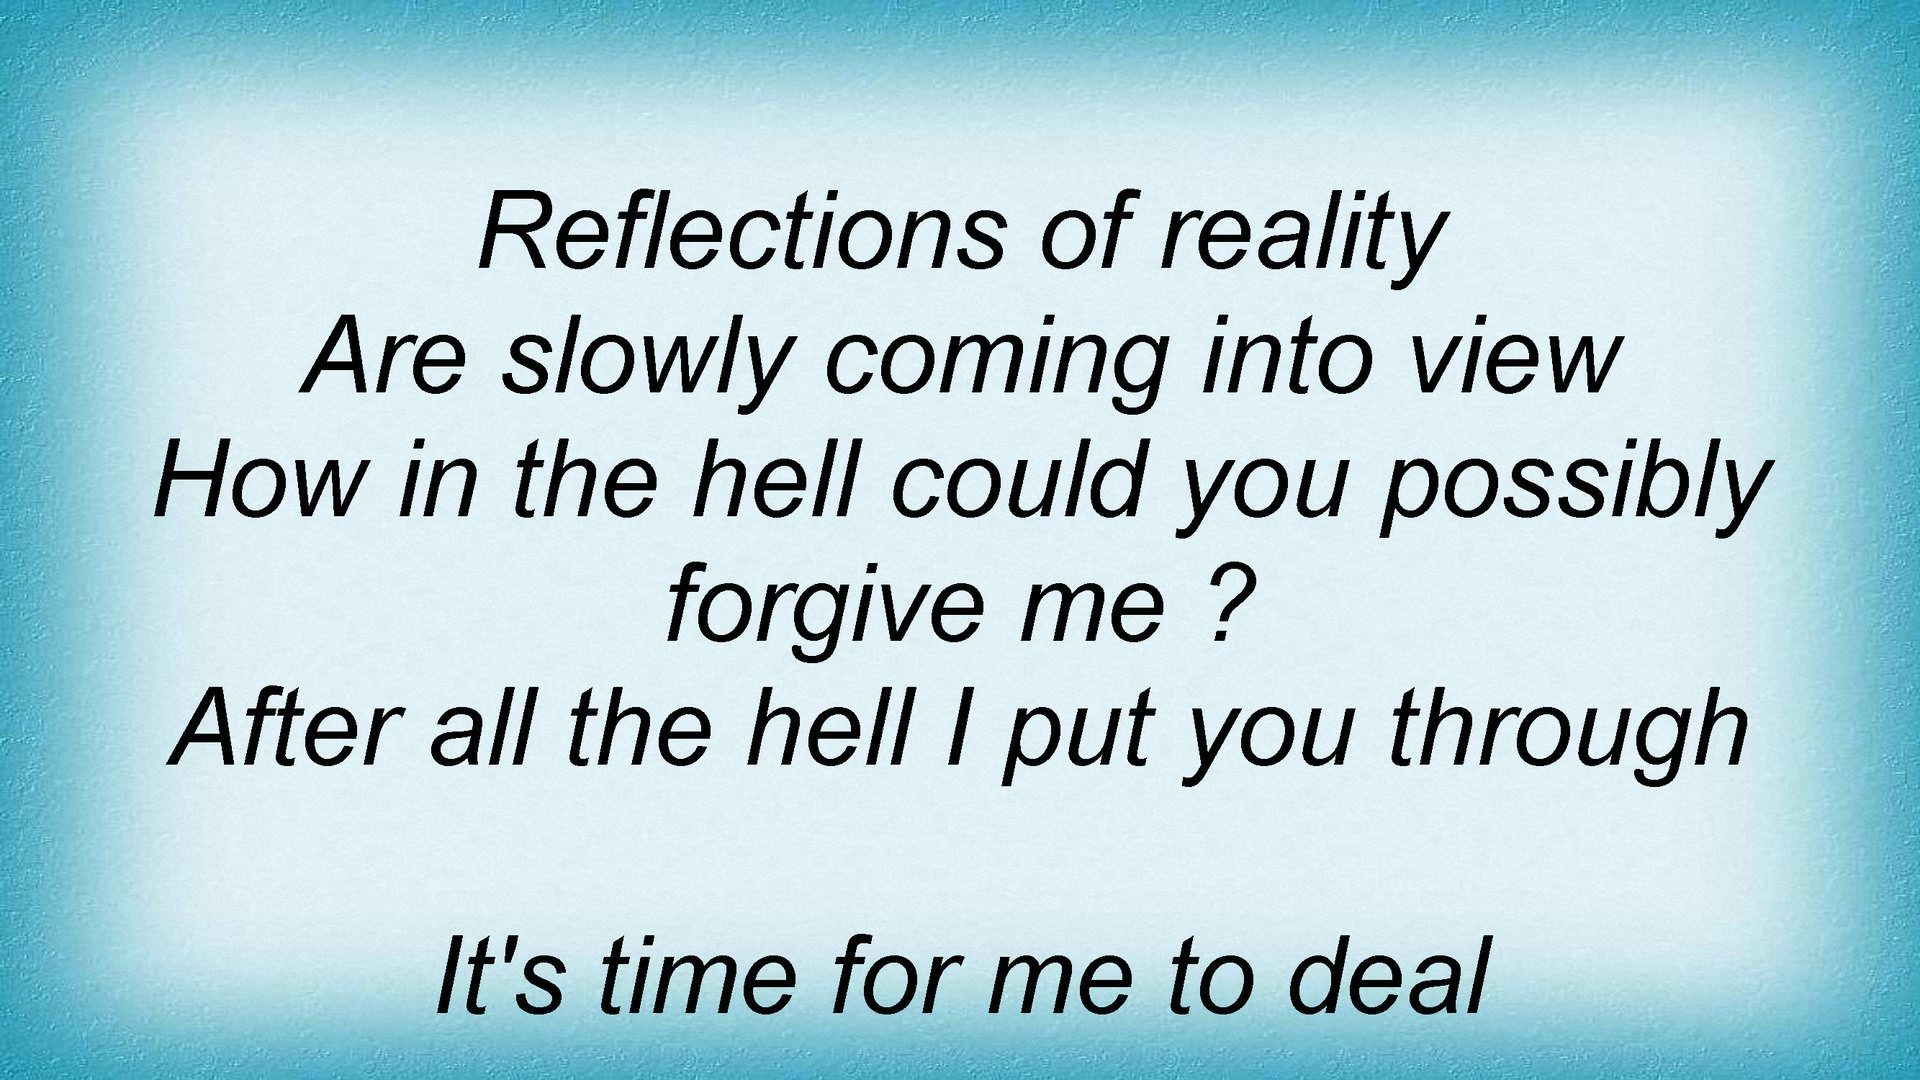 Reflections of reality
Are slowly coming into view
How in the hell could you possibly
forgive me ?
After all the hell I put you through
It's time for me to deal